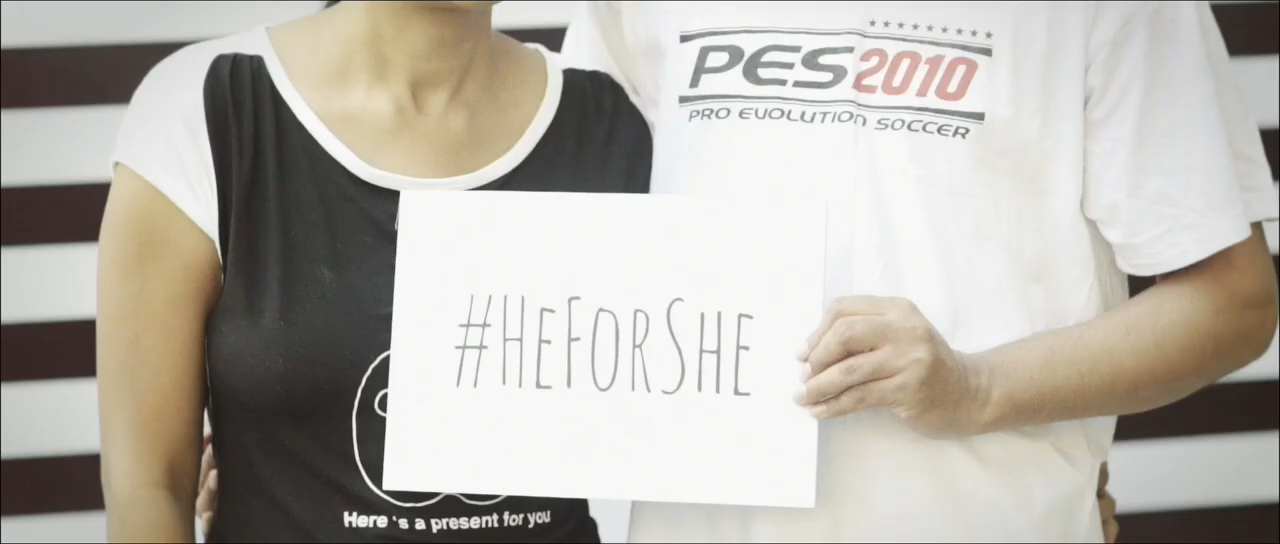 PES2010
PRO EVOLUTION SOCCER
#HEFORSHE
Here 's a present for you